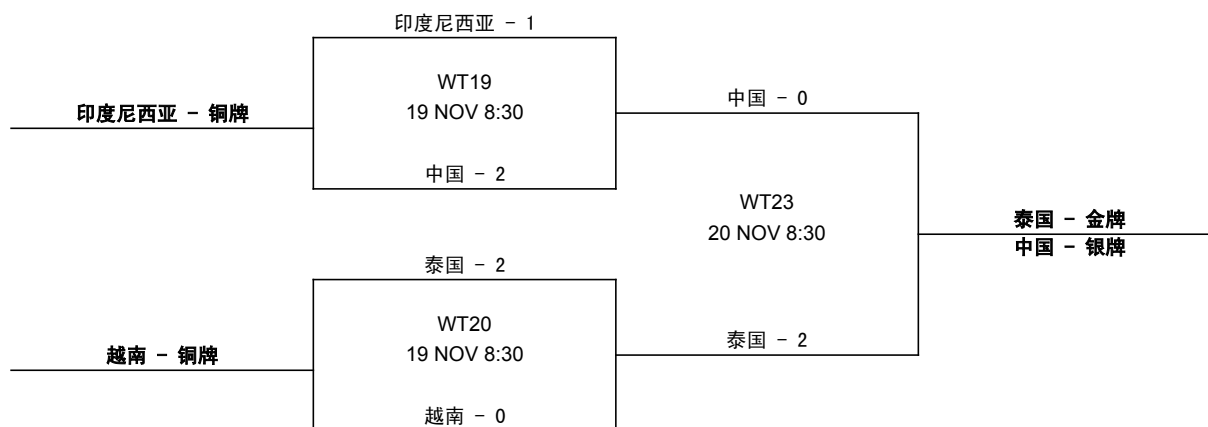 印度尼西亚 - 1
WT19
19 NOV 8:30
中国 - 2
印度尼西亚 - 铜牌
中国 - 0
WT23
20 NOV 8:30
泰国 - 金牌
中国 - 银牌
泰国 - 2
WT20
19 NOV 8:30
越南 - 0
越南 - 铜牌
泰国 - 2